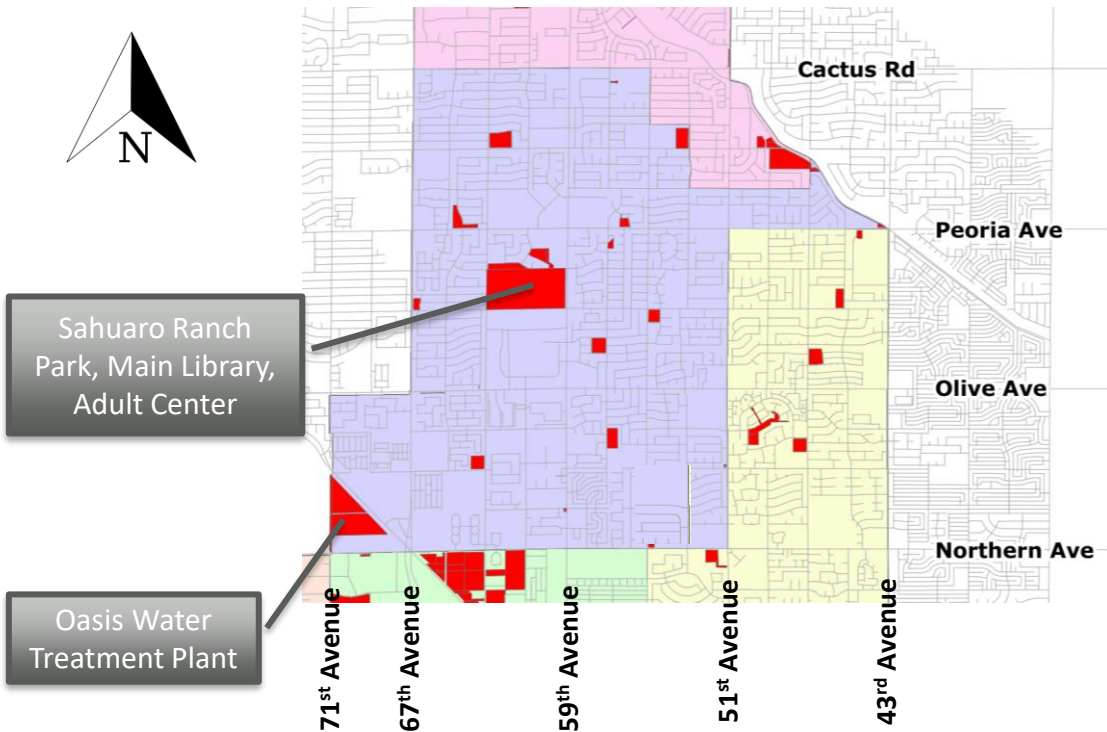 N
Cactus Rd
Peoria Ave
Sahuaro Ranch
Park, Main Library,
Adult Center
Olive Ave
Northern Ave
Oasis Water
Treatment Plant
71st Avenue
67th Avenue
59th Avenue
51st Avenue
43rd Avenue